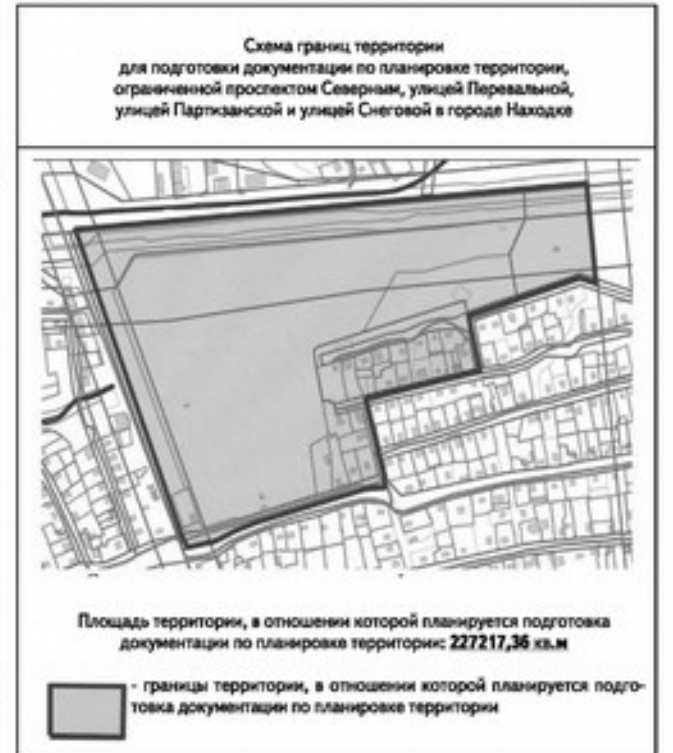 Схема границ территории
для подготовки документации по планировке территории,
ограниченной проспектом Северным, улицей Перевальной,
улицей Партизанской и улицей Снеговой в городе Находке
Площадь территории, в отношении которой планируется подготовка
документации по планировке территории: 227217,36 кв.м
- границы территории, в отношении которой планируется подго-
товка документации по планировке территории